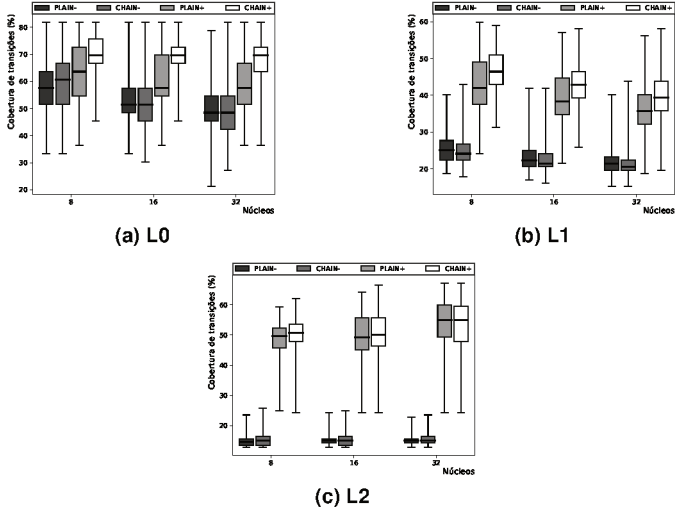 PLAIN- CHAIN- PLAIN+ CHAIN+
Cobertura de transições (%)
80
70
60
50
40
30
20
8 16 32
Núcleos
(a) L0
PLAIN- CHAIN- PLAIN+ CHAIN+
Cobertura de transições (%)
60
50
40
30
20
8 16 32
Núcleos
(b) L1
PLAIN- CHAIN- PLAIN+ CHAIN+
Cobertura de transições (%)
60
50
40
30
20
8 16 32
Núcleos
(c) L2